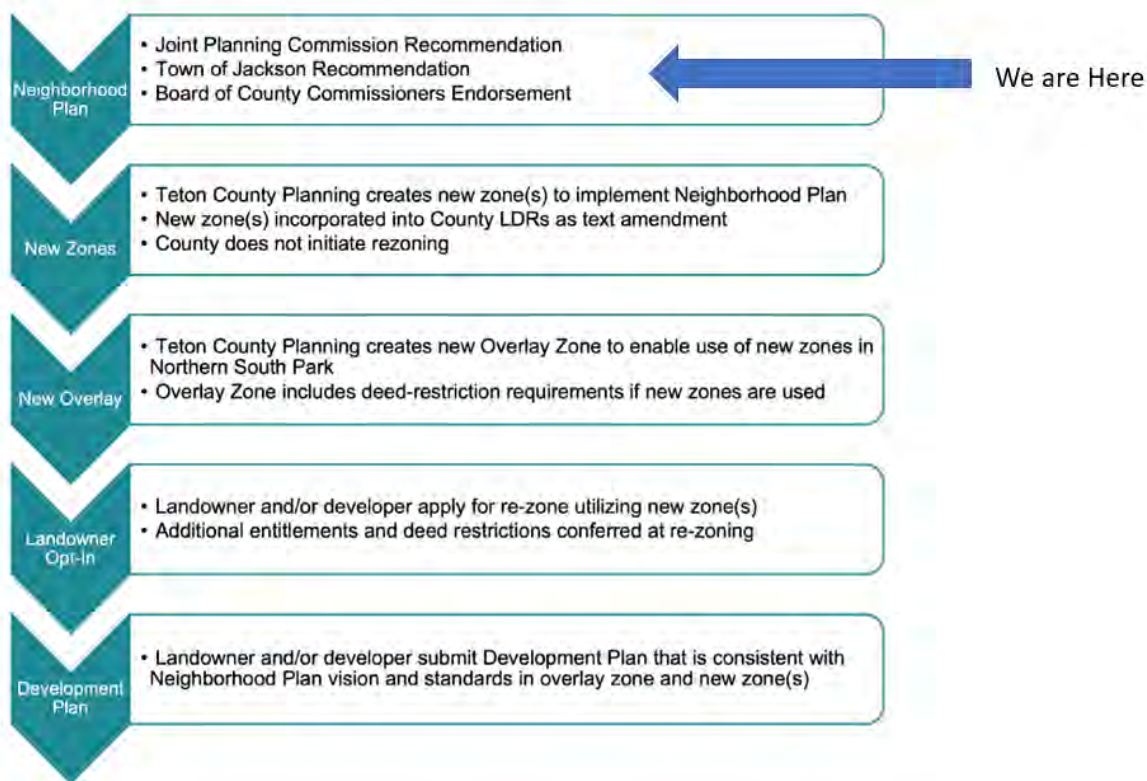 Neighborhood
Plan
• Joint Planning Commission Recommendation
• Town of Jackson Recommendation
• Board of County Commissioners Endorsement
We are Here
New Zones
• Teton County Planning creates new zone(s) to implement Neighborhood Plan
• New zone(s) incorporated into County LDRs as text amendment
• County does not initiate rezoning
New Overlay
• Teton County Planning creates new Overlay Zone to enable use of new zones in
Northern South Park
• Overlay Zone includes deed-restriction requirements if new zones are used
Landowner
Opt-In
• Landowner and/or developer apply for re-zone utilizing new zone(s)
• Additional entitlements and deed restrictions conferred at re-zoning
Development
Plan
• Landowner and/or developer submit Development Plan that is consistent with
Neighborhood Plan vision and standards in overlay zone and new zone(s)